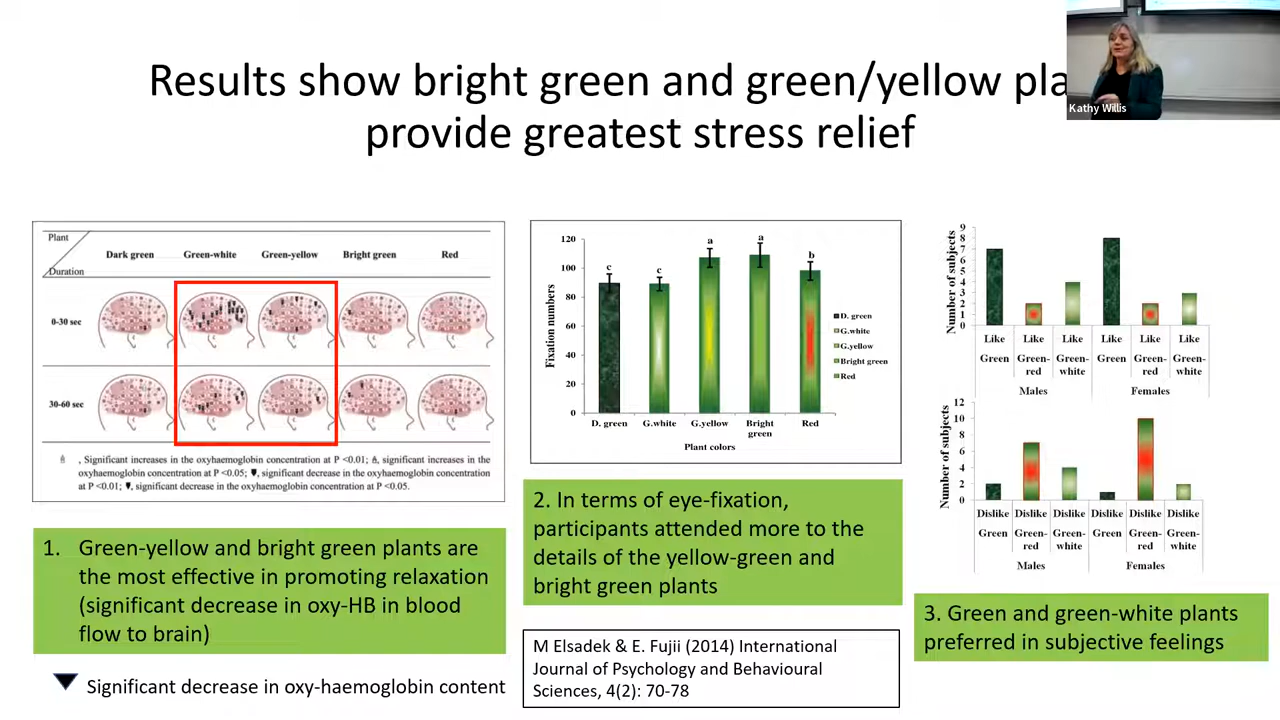 Results show bright green and green/yellow pla
provide greatest stress relief
Kathy Willis
Plant
Duration
Dark green
Green-white
Green-yellow
Bright green
Red
0-30 sec
30-60 sec
, Significant increases in the oxyhaemoglobin concentration at P <0.01; , significant increases in the
oxyhaemoglobin concentration at P <0.05; , significant decrease in the oxyhaemoglobin concentration
at P <0.01; , significant decrease in the oxyhaemoglobin concentration at P <0.05.
1. Green-yellow and bright green plants are
the most effective in promoting relaxation
(significant decrease in oxy-HB in blood
flow to brain)
Significant decrease in oxy-haemoglobin content
Fixation numbers
120
100
80
60
40
20
0
c
c
a
a
b
D. green
G.white
G.yellow
Bright
green
Red
Plant colors
D. green
G.white
G.yellow
Bright green
Red
2. In terms of eye-fixation,
participants attended more to the
details of the yellow-green and
bright green plants
M Elsadek & E. Fujii (2014) International
Journal of Psychology and Behavioural
Sciences, 4(2): 70-78
Number of subjects
9
8
7
6
5
4
3
2
1
0
Like Like Like Like Like Like
Green Green- Green- Green Green- Green-
red white red white
Males Females
Number of subjects
12
10
8
6
4
2
0
Dislike Dislike Dislike Dislike Dislike Dislike
Green Green- Green- Green Green- Green-
red white red white
Males Females
3. Green and green-white plants
preferred in subjective feelings